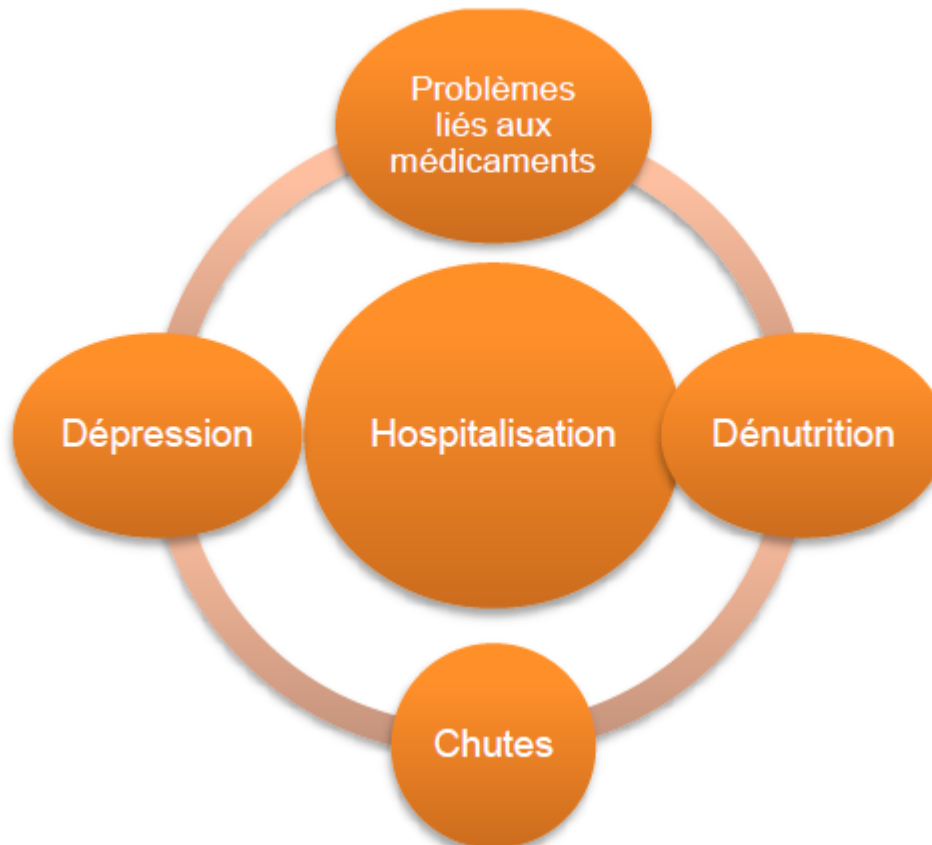 Problèmes
liés aux
médicaments
Dépression
Hospitalisation
Dénutrition
Chutes